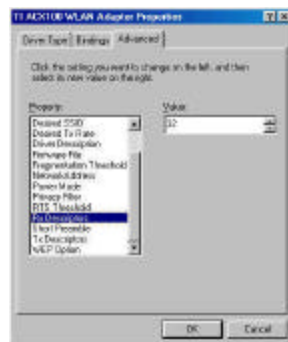 TI ACX100 WLAN Adapter Properties
Driver Type Bindings Advanced
Click the setting you want to change on the left, and then
select its new value on the right.
Property: Value:
Desired SSID 32
Desired Tx Rate
Driver Description
Firmware File
Fragmentation Threshold
NetworkAddress
Power Mode
Privacy Filter
RTS Threshold
Rx Descriptors
Short Preamble
Tx Descriptors
WEP Option
OK Cancel